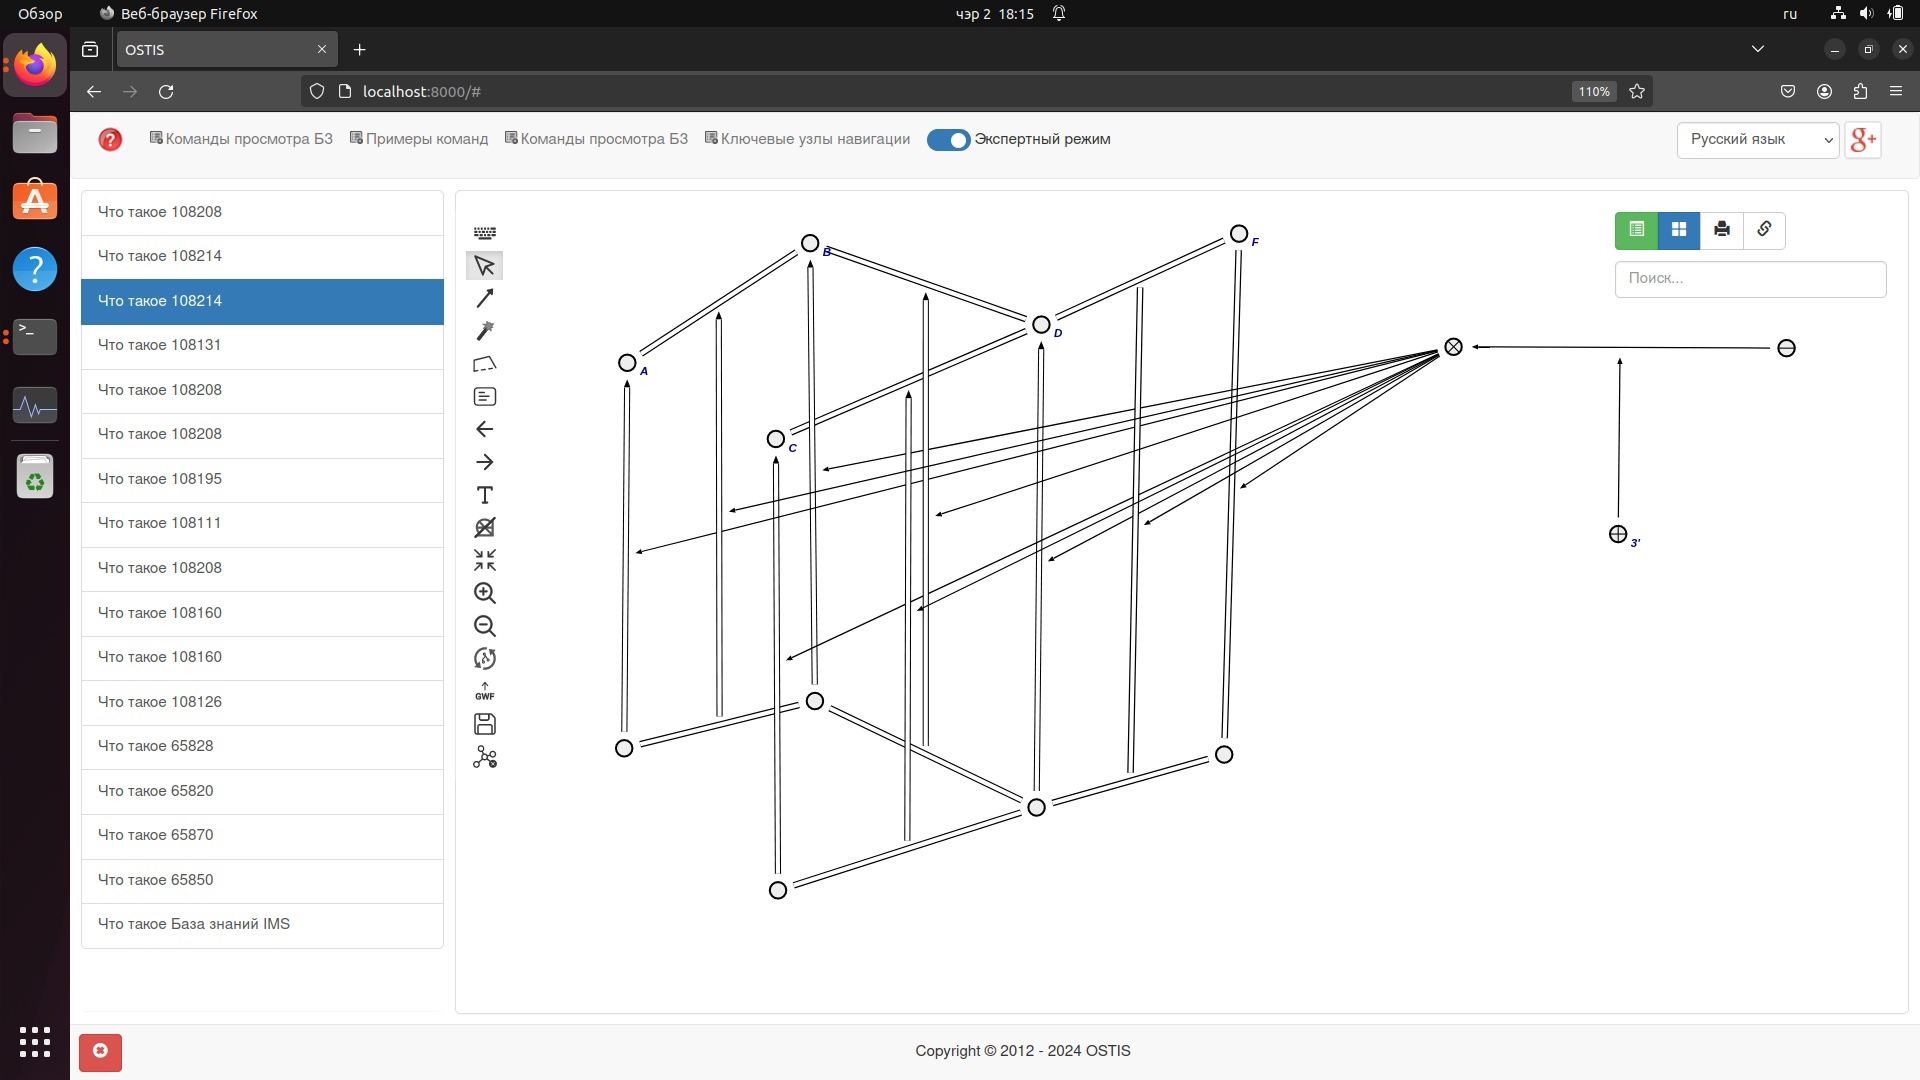 Обзор
Веб-браузер Firefox
чэр 2 18:15
ru
OSTIS
localhost:8000/#
110%
Команды просмотра БЗ
Примеры команд
Команды просмотра БЗ
Ключевые узлы навигации
Экспертный режим
Русский язык
g+
Что такое 108208
Что такое 108214
Что такое 108214
Что такое 108131
Что такое 108208
Что такое 108208
Что такое 108195
Что такое 108111
Что такое 108208
Что такое 108160
Что такое 108160
Что такое 108126
Что такое 65828
Что такое 65820
Что такое 65870
Что такое 65850
Что такое База знаний IMS
GWF
Поиск...
B
F
D
A
C
3'
Copyright © 2012 - 2024 OSTIS